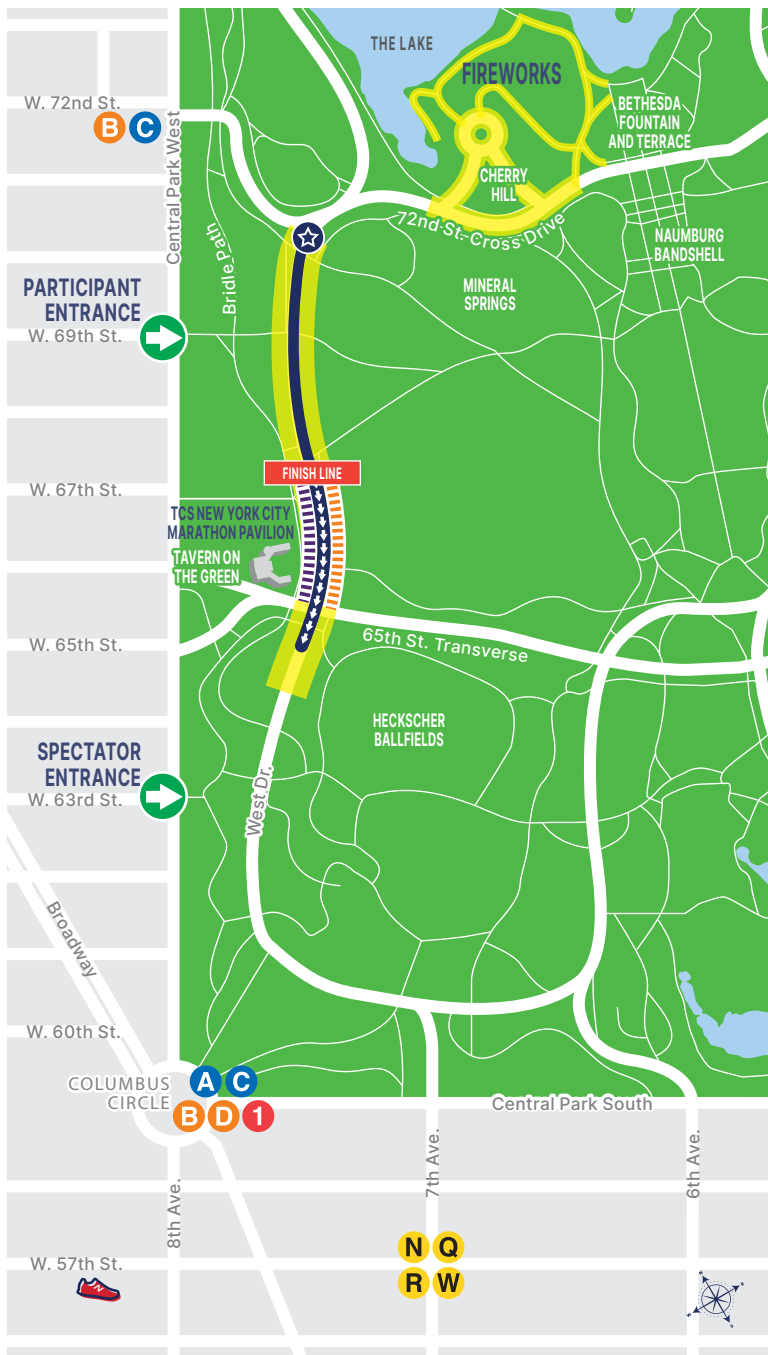 THE LAKE
FIREWORKS
W. 72nd St.
B C
Central Park West
BETHESDA
FOUNTAIN
AND TERRACE
CHERRY
HILL
72nd St. Cross Drive
Bridle Path
NAUMBURG
BANDSHELL
MINERAL
SPRINGS
PARTICIPANT
ENTRANCE
W. 69th St.
FINISH LINE
W. 67th St.
TCS NEW YORK CITY
MARATHON PAVILION
TAVERN ON
THE GREEN
W. 65th St.
65th St. Transverse
HECKSCHER
BALLFIELDS
SPECTATOR
ENTRANCE
W. 63rd St.
West Dr.
Broadway
W. 60th St.
COLUMBUS
CIRCLE
A C
B D 1
Central Park South
8th Ave.
7th Ave.
6th Ave.
N Q
R W
W. 57th St.